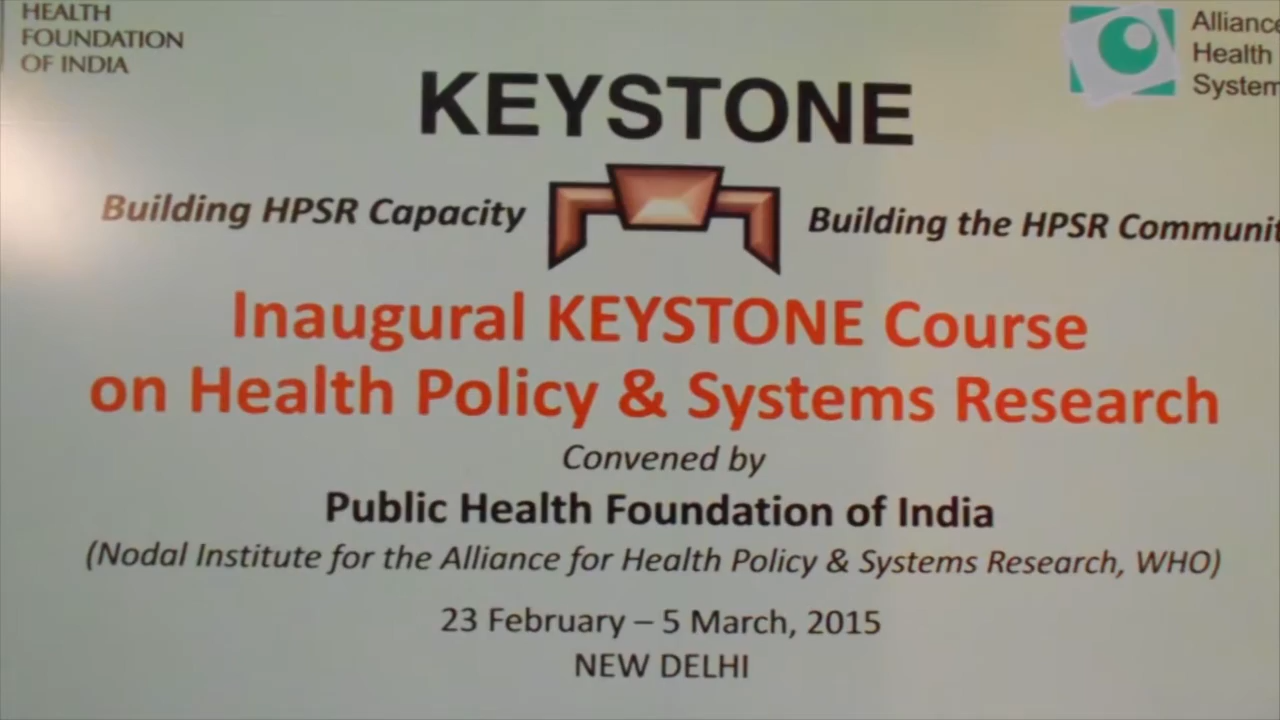 HEALTH
FOUNDATION
OF INDIA
Alliance
Health
System
KEYSTONE
Building HPSR Capacity
Building the HPSR Communit
Inaugural KEYSTONE Course
on Health Policy & Systems Research
Convened by
Public Health Foundation of India
(Nodal Institute for the Alliance for Health Policy & Systems Research, WHO)
23 February – 5 March, 2015
NEW DELHI